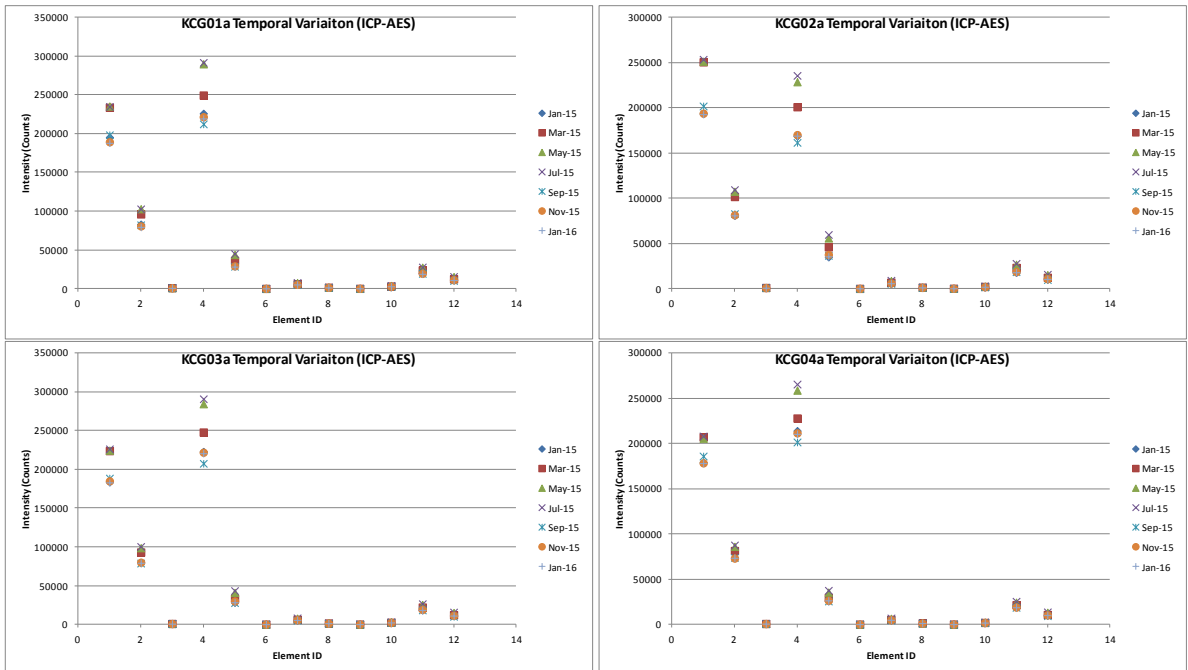 KCG01a Temporal Variaiton (ICP-AES)
350000
300000
250000
200000
150000
100000
50000
0
0 2 4 6 8 10 12 14
Intensity (Counts)
Element ID
Jan-15
Mar-15
May-15
Jul-15
Sep-15
Nov-15
Jan-16
KCG02a Temporal Variaiton (ICP-AES)
300000
250000
200000
150000
100000
50000
0
0 2 4 6 8 10 12 14
Intensity (Counts)
Element ID
Jan-15
Mar-15
May-15
Jul-15
Sep-15
Nov-15
Jan-16
KCG03a Temporal Variaiton (ICP-AES)
350000
300000
250000
200000
150000
100000
50000
0
0 2 4 6 8 10 12 14
Intensity (Counts)
Element ID
Jan-15
Mar-15
May-15
Jul-15
Sep-15
Nov-15
Jan-16
KCG04a Temporal Variaiton (ICP-AES)
300000
250000
200000
150000
100000
50000
0
0 2 4 6 8 10 12 14
Intensity (Counts)
Element ID
Jan-15
Mar-15
May-15
Jul-15
Sep-15
Nov-15
Jan-16